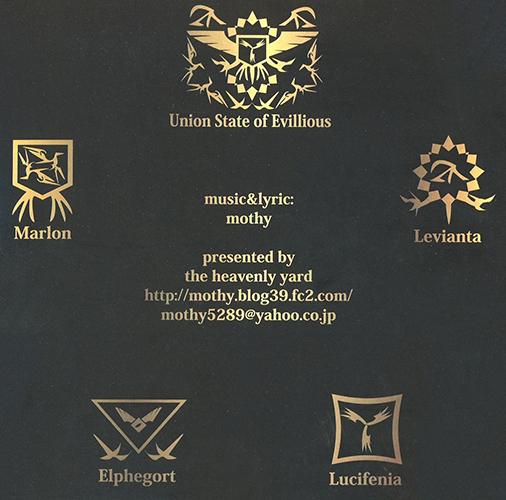 Union State of Evillious
Marlon
Levianta
music&lyric:
mothy
presented by
the heavenly yard
http://mothy.blog39.fc2.com/
mothy5289@yahoo.co.jp
Elphegort
Lucifenia